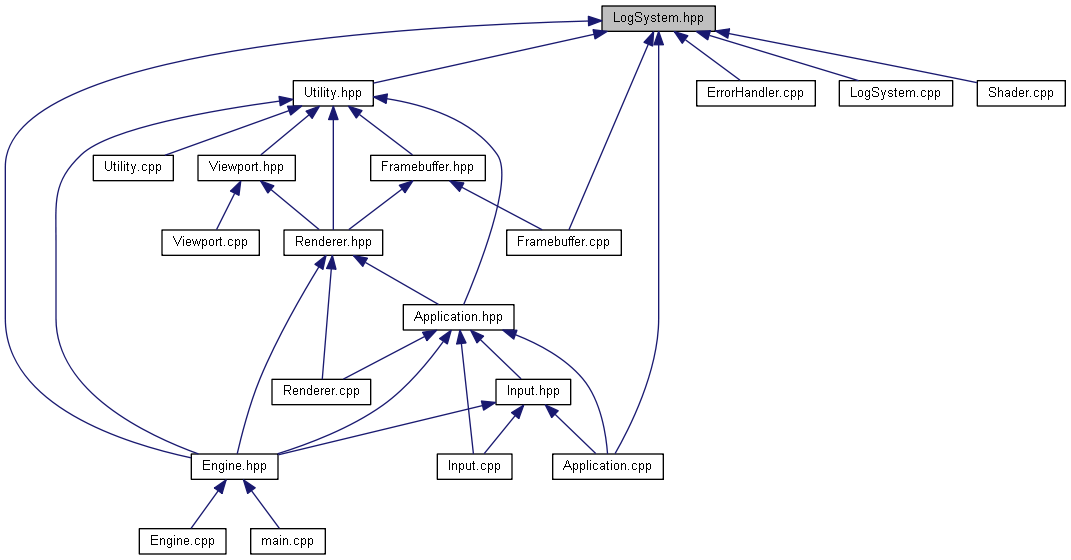 LogSystem.hpp
Utility.hpp
ErrorHandler.cpp
LogSystem.cpp
Shader.cpp
Utility.cpp
Viewport.hpp
Framebuffer.hpp
Viewport.cpp
Renderer.hpp
Framebuffer.cpp
Application.hpp
Renderer.cpp
Input.hpp
Engine.hpp
Input.cpp
Application.cpp
Engine.cpp
main.cpp